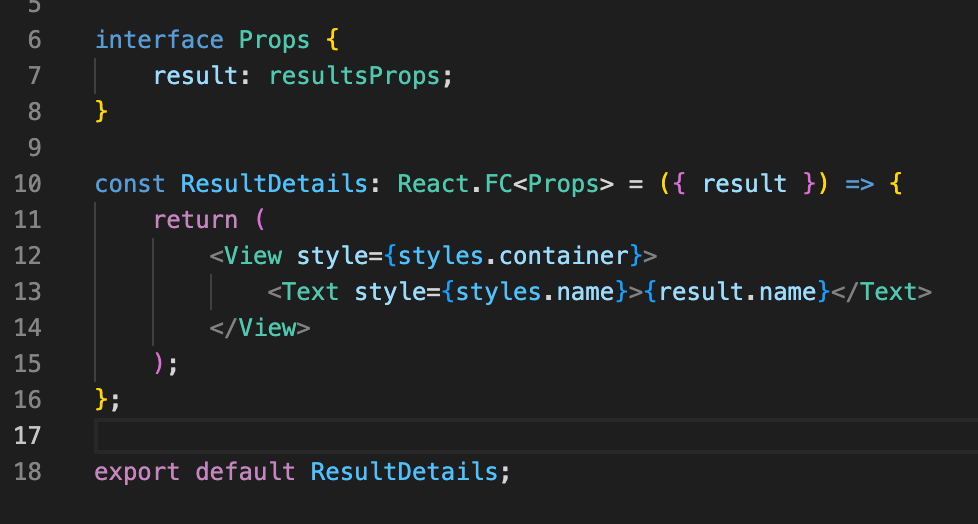 5
6 interface Props {
7     result: resultsProps;
8 }
9
10 const ResultDetails: React.FC<Props> = ({ result }) => {
11     return (
12         <View style={styles.container}>
13             <Text style={styles.name}>{result.name}</Text>
14         </View>
15     );
16 };
17
18 export default ResultDetails;